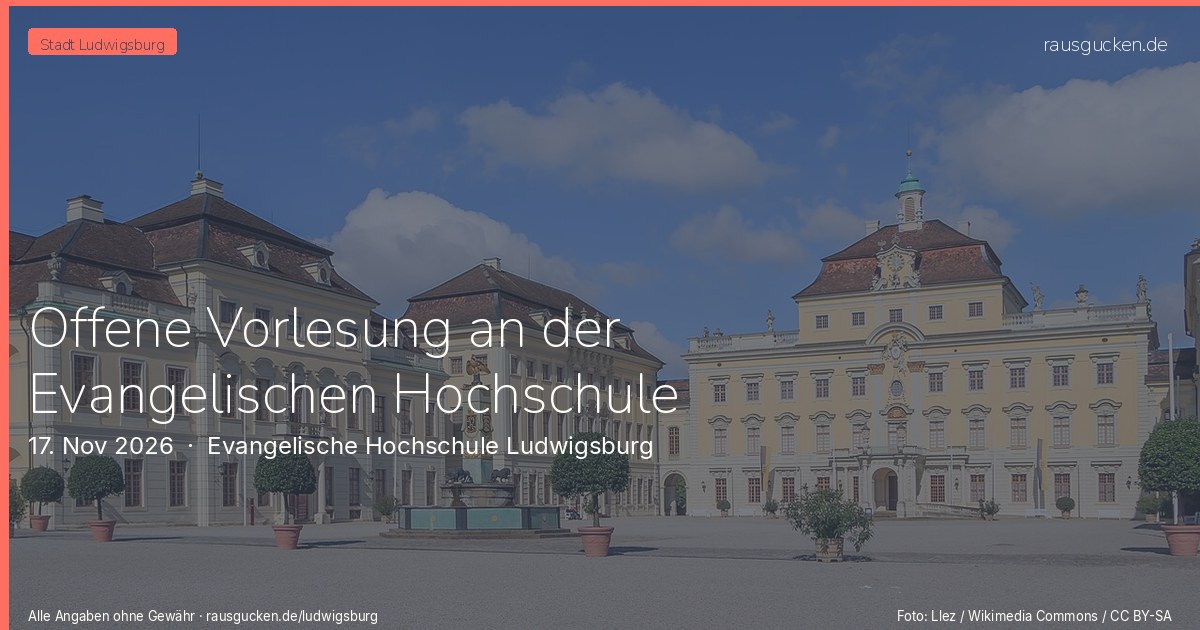 Stadt Ludwigsburg
rausgucken.de
Offene Vorlesung an der
Evangelischen Hochschule
17. Nov 2026 · Evangelische Hochschule Ludwigsburg
Alle Angaben ohne Gewähr · rausgucken.de/ludwigsburg
Foto: Llez / Wikimedia Commons / CC BY-SA